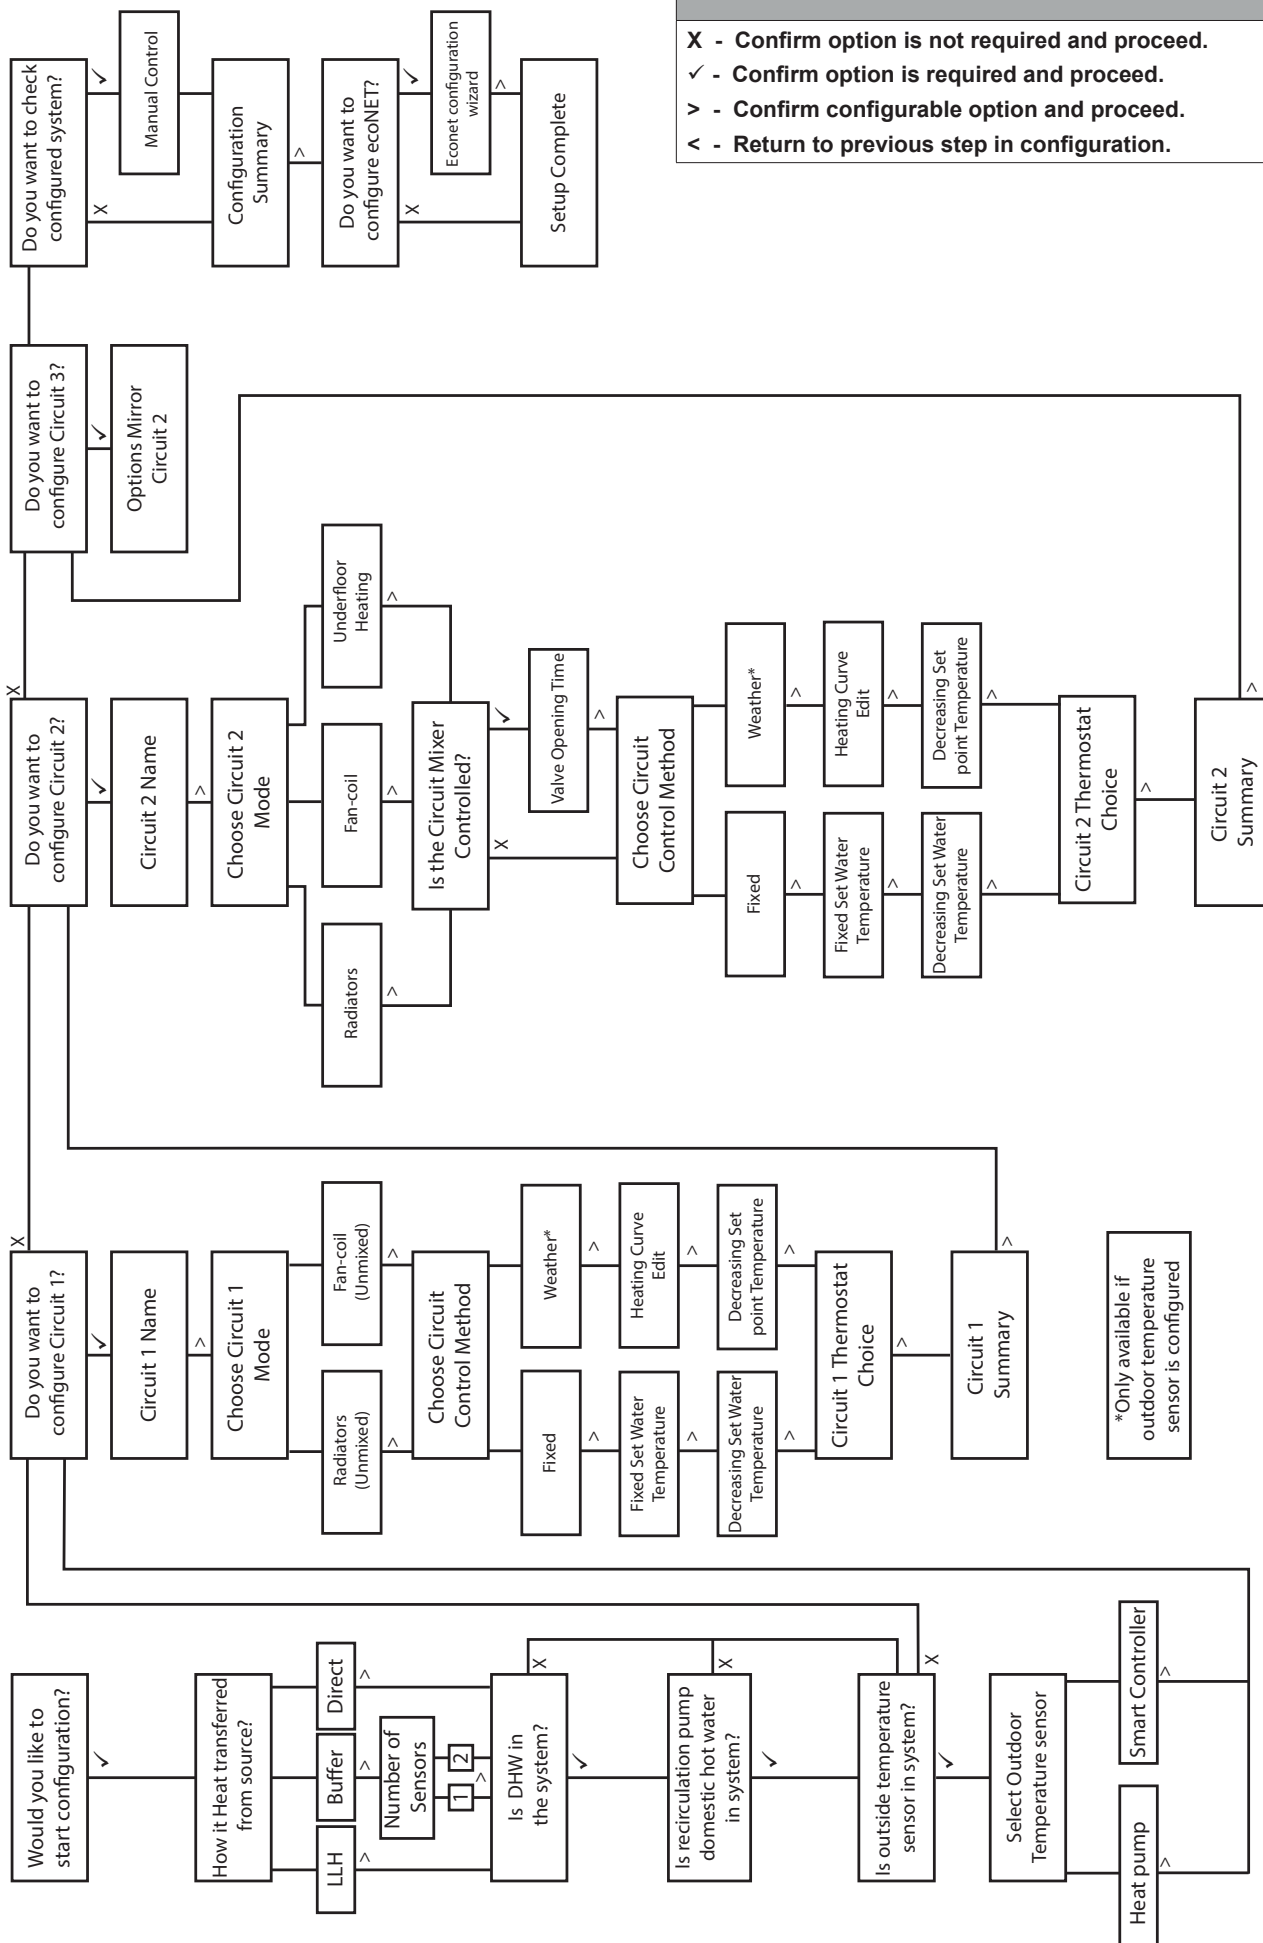 X - Confirm option is not required and proceed.
✓ - Confirm option is required and proceed.
> - Confirm configurable option and proceed.
< - Return to previous step in configuration.
Would you like to
start configuration?
✓
How it Heat transferred
from source?
LLH
>
Buffer
>
Direct
>
Number of
Sensors
1
2
>
Is DHW in
the system?
X
✓
Is recirculation pump
domestic hot water
in system?
X
✓
Is outside temperature
sensor in system?
X
✓
Select Outdoor
Temperature sensor
Heat pump
>
Smart Controller
>
Do you want to
configure Circuit 1?
X
✓
Circuit 1 Name
>
Choose Circuit 1
Mode
Radiators
(Unmixed)
>
Fan-coil
(Unmixed)
>
Choose Circuit
Control Method
Fixed
>
Fixed Set Water
Temperature
>
Decreasing Set Water
Temperature
>
Weather*
>
Heating Curve
Edit
>
Decreasing Set
point Temperature
>
Circuit 1 Thermostat
Choice
>
Circuit 1
Summary
>
*Only available if
outdoor temperature
sensor is configured
Do you want to
configure Circuit 2?
X
✓
Circuit 2 Name
>
Choose Circuit 2
Mode
Radiators
>
Fan-coil
>
Underfloor
Heating
>
Is the Circuit Mixer
Controlled?
X
✓
Valve Opening Time
>
Choose Circuit
Control Method
Fixed
>
Fixed Set Water
Temperature
>
Decreasing Set Water
Temperature
>
Weather*
>
Heating Curve
Edit
>
Decreasing Set
point Temperature
>
Circuit 2 Thermostat
Choice
>
Circuit 2
Summary
>
Do you want to
configure Circuit 3?
✓
Options Mirror
Circuit 2
Do you want to check
configured system?
X
✓
Manual Control
Configuration
Summary
>
Do you want to
configure ecoNET?
X
✓
Econet configuration
wizard
>
Setup Complete